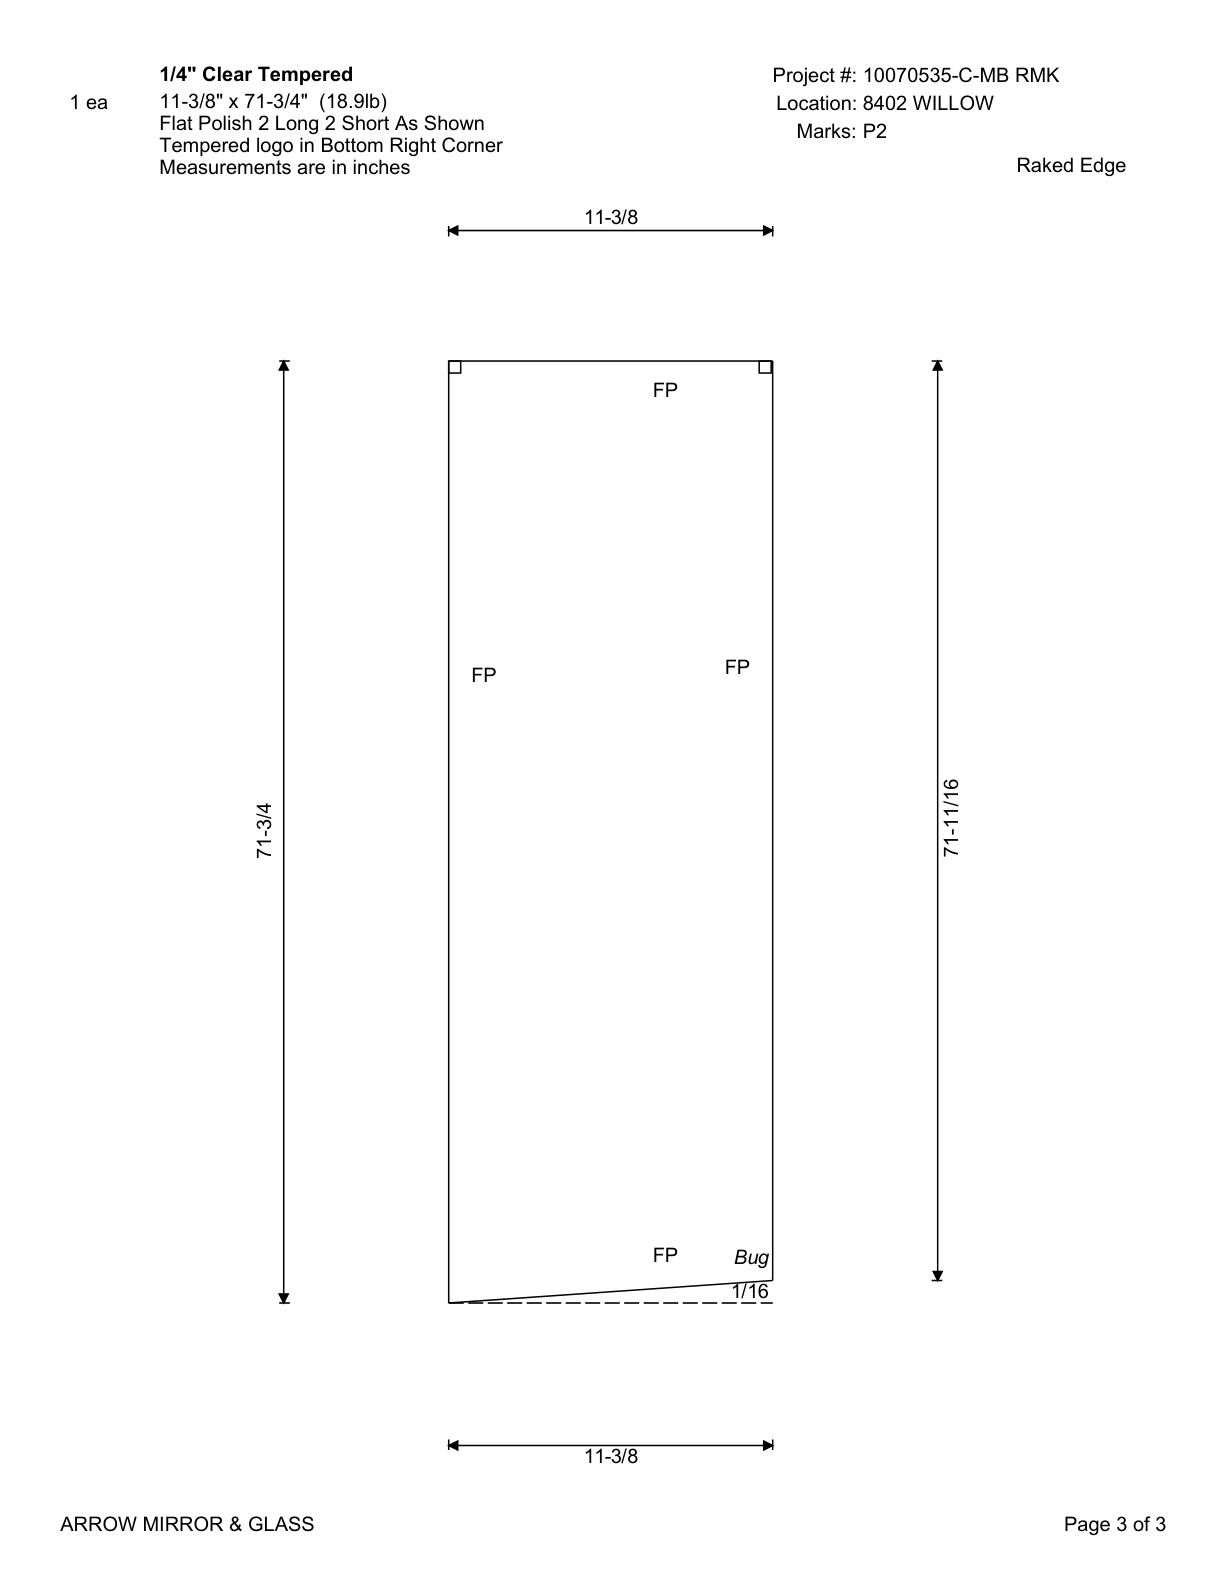 1/4" Clear Tempered
1 ea
11-3/8" x 71-3/4" (18.9lb)
Flat Polish 2 Long 2 Short As Shown
Tempered logo in Bottom Right Corner
Measurements are in inches
Project #: 10070535-C-MB RMK
Location: 8402 WILLOW
Marks: P2
Raked Edge
11-3/8
FP
FP
FP
71-3/4
71-11/16
FP
Bug
1/16
11-3/8
ARROW MIRROR & GLASS
Page 3 of 3